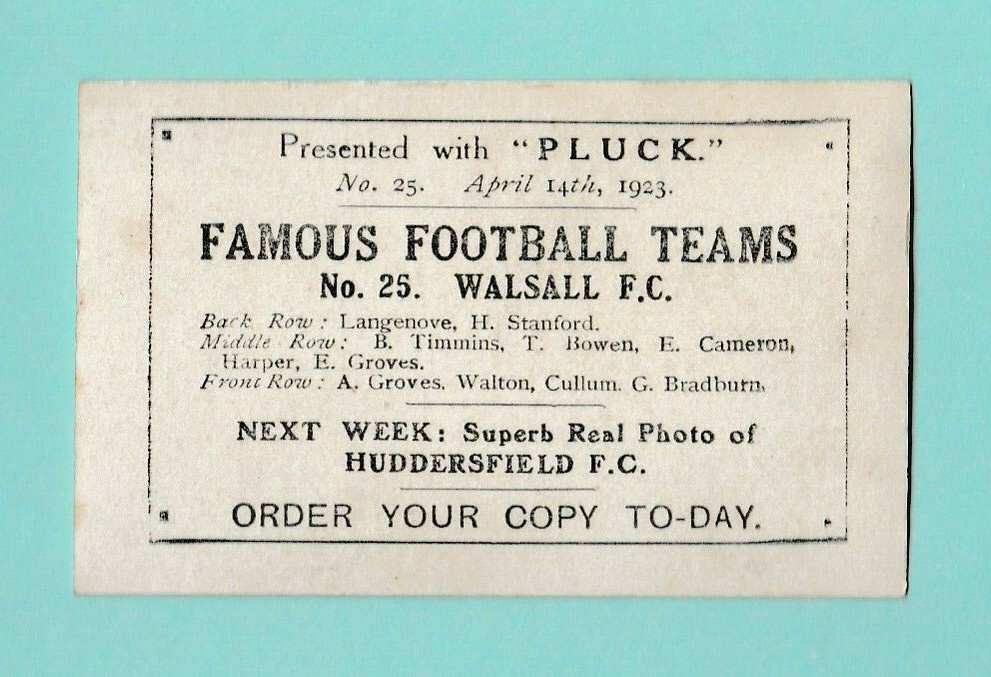 Presented with "PLUCK."
No. 25. April 14th, 1923.
FAMOUS FOOTBALL TEAMS
No. 25. WALSALL F.C.
Back Row: Langenove, H. Stanford.
Middle Row: B. Timmins, T. Bowen, E. Cameron,
Harper, E. Groves.
Front Row: A. Groves, Walton, Cullum. G. Bradburn.
NEXT WEEK: Superb Real Photo of
HUDDERSFIELD F.C.
ORDER YOUR COPY TO-DAY.